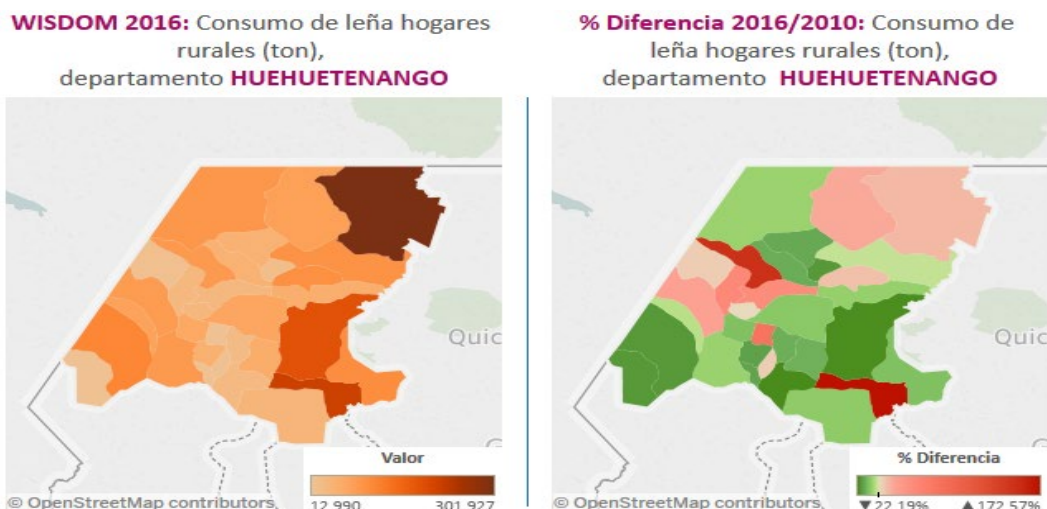 WISDOM 2016: Consumo de leña hogares
rurales (ton),
departamento HUEHUETENANGO
Quic
Valor
12,990 301,927
© OpenStreetMap contributors
% Diferencia 2016/2010: Consumo de
leña hogares rurales (ton),
departamento HUEHUETENANGO
Quic
% Diferencia
▼22.19% ▲172.57%
© OpenStreetMap contributors